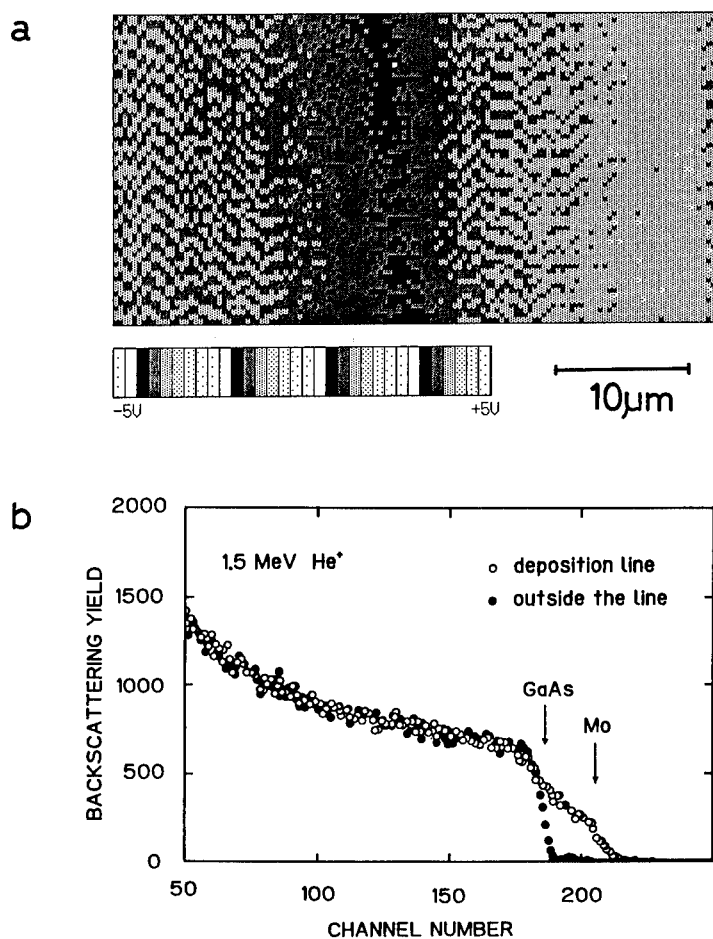 a
-5V +5V
10μm
b
2000
1.5 MeV He⁺
○ deposition line
● outside the line
1500
GaAs
Mo
1000
500
0
50 100 150 200
BACKSCATTERING YIELD
CHANNEL NUMBER